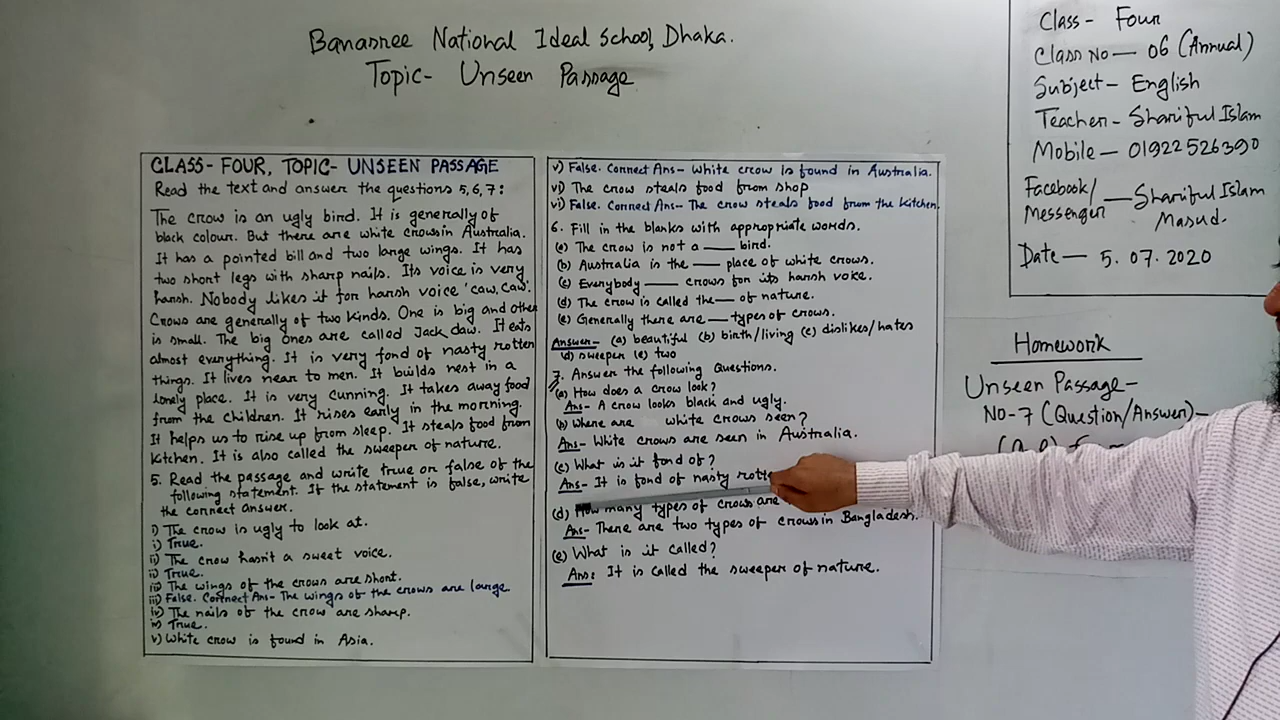 Banasree National Ideal School, Dhaka.
Topic- Unseen Passage
Class- Four
Class No— 06 (Annual)
Subject- English
Teacher- Shariful Islam
Mobile— 01922526390
Facebook/
Messenger — Shariful Islam
Masud.
Date— 5.07.2020
Homework
Unseen Passage-
No-7 (Question/Answer)-
CLASS- FOUR, TOPIC- UNSEEN PASSAGE
Read the text and answer the questions 5,6,7:
The crow is an ugly bird. It is generally of
black colour. But there are white crows in Australia.
It has a pointed bill and two large wings. It has
two short legs with sharp nails. Its voice is very
harsh. Nobody likes it for harsh voice 'caw, caw'.
Crows are generally of two kinds. One is big and other
is small. The big ones are called Jack daw. It eats
almost everything. It is very fond of nasty rotten
things. It lives near to men. It builds nest in a
lonely place. It is very cunning. It takes away food
from the children. It rises early in the morning.
It helps us to rise up from sleep. It steals food from
kitchen. It is also called the sweeper of nature.
5. Read the passage and write true or false of the
following statement. If the statement is false, write
the correct answer.
i) The crow is ugly to look at.
i) True.
ii) The crow hasn't a sweet voice.
ii) True.
iii) The wings of the crows are short.
iii) False. Correct Ans- The wings of the crows are large
iv) The nails of the crow are sharp.
iv) True.
v) White crow is found in Asia.
v) False. Correct Ans- White crow is found in Australia.
vi) The crow steals food from shop
vi) False. Correct Ans- The crow steals food from the kitchen.
6. Fill in the blanks with appropriate words.
(a) The crow is not a ___ bird.
(b) Australia is the ___ place of white crows.
(c) Everybody ___ crows for its harsh voice.
(d) The crow is called the ___ of nature.
(e) Generally there are ___ types of crows.
Answer- (a) beautiful (b) birth/living (c) dislikes/hates
(d) sweeper (e) two
7. Answer the following Questions.
(a) How does a crow look?
Ans- A crow looks black and ugly.
(b) Where are white crows seen?
Ans- White crows are seen in Australia.
(c) What is it fond of?
Ans- It is fond of nasty
(d) How many types of crows are
Ans- There are two types of crows in Bangladesh.
(e) What is it called?
Ans: It is called the sweeper of nature.